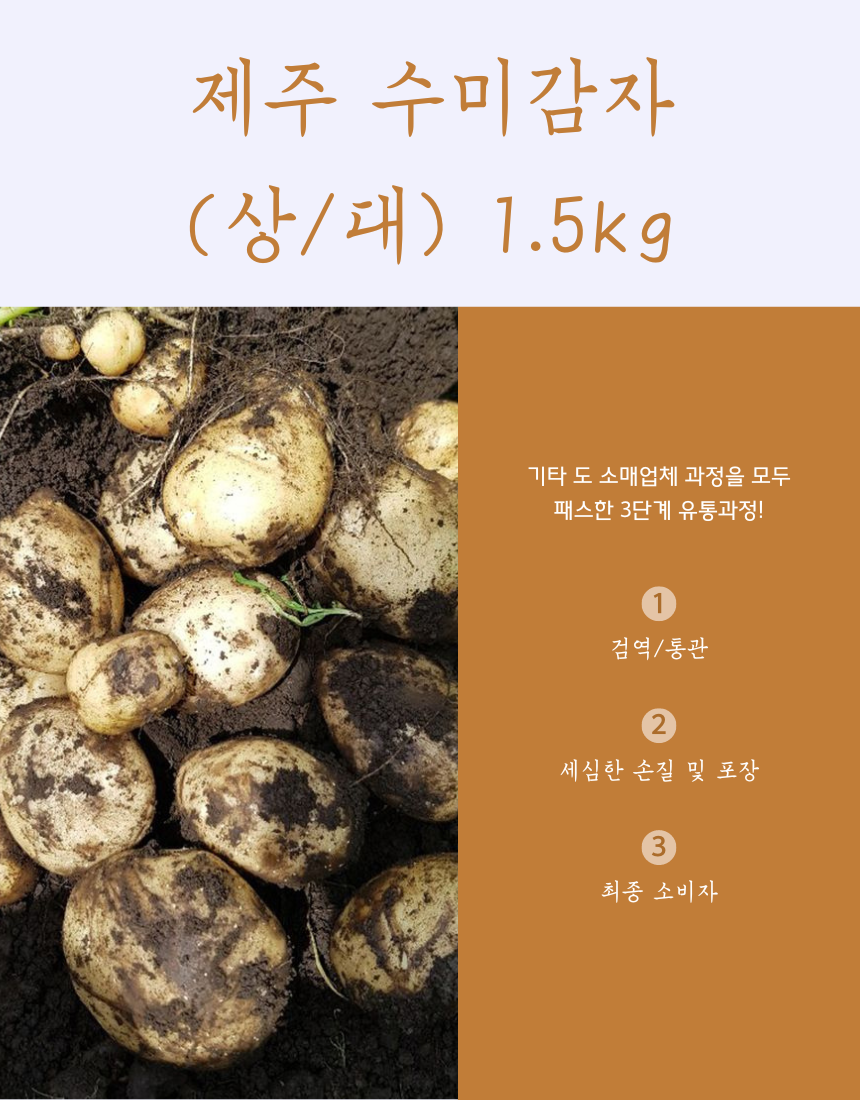 제주 수미감자
(상/대) 1.5kg
기타 도 소매업체 과정을 모두
패스한 3단계 유통과정!
1
검역/통관
2
세심한 손질 및 포장
3
최종 소비자